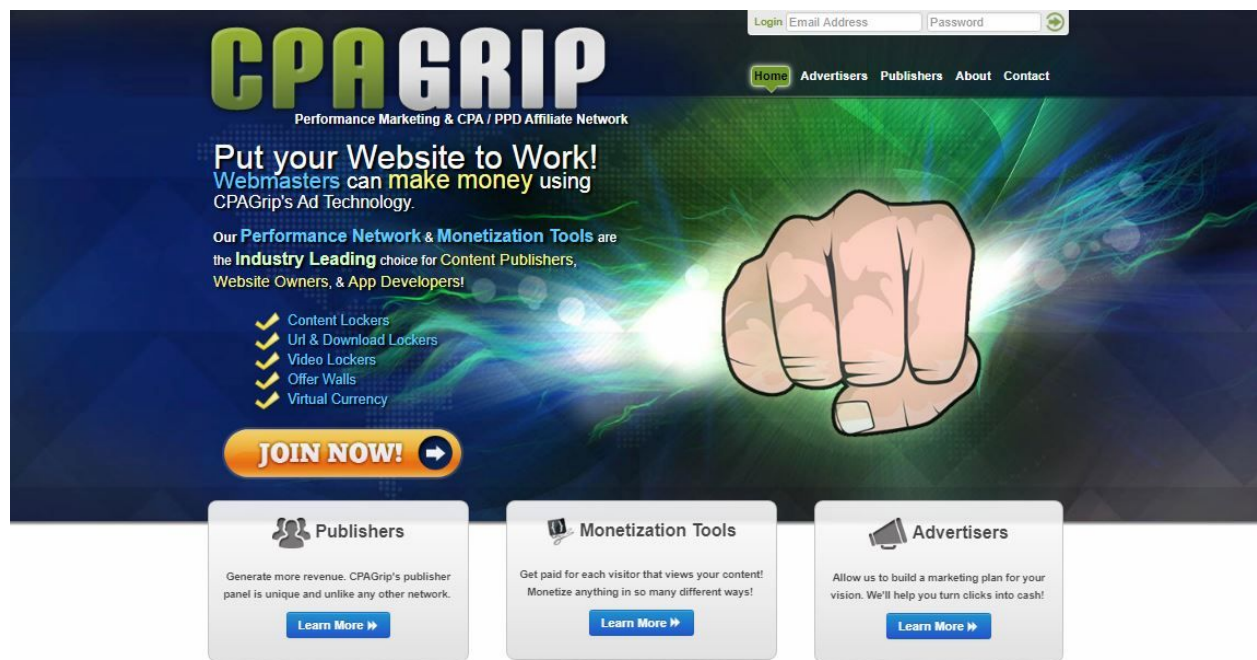 Login Email Address Password
CPAGRIP
Performance Marketing & CPA / PPD Affiliate Network
Home Advertisers Publishers About Contact
Put your Website to Work!
Webmasters can make money using
CPAGrip's Ad Technology.
Our Performance Network & Monetization Tools are
the Industry Leading choice for Content Publishers,
Website Owners, & App Developers!
Content Lockers
Url & Download Lockers
Video Lockers
Offer Walls
Virtual Currency
JOIN NOW!
Publishers
Generate more revenue. CPAGrip's publisher
panel is unique and unlike any other network.
Learn More
Monetization Tools
Get paid for each visitor that views your content!
Monetize anything in so many different ways!
Learn More
Advertisers
Allow us to build a marketing plan for your
vision. We'll help you turn clicks into cash!
Learn More